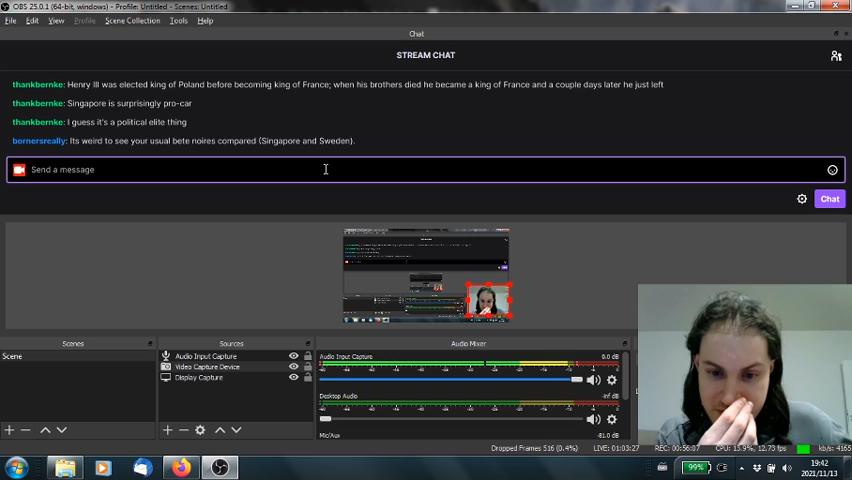 OBS 25.0.1 (64-bit, windows) - Profile: Untitled - Scenes: Untitled
File Edit View Profile Scene Collection Tools Help
Chat
STREAM CHAT
thankbernke: Henry III was elected king of Poland before becoming king of France; when his brothers died he became a king of France and a couple days later he just left
thankbernke: Singapore is surprisingly pro-car
thankbernke: I guess it's a political elite thing
bornersreally: Its weird to see your usual bete noires compared (Singapore and Sweden).
Send a message
Chat
Scenes Sources Audio Mixer
Scene
Audio Input Capture
Video Capture Device
Display Capture
Audio Input Capture 0.0 dB
Desktop Audio -inf dB
Mic/Aux -81.0 dB
Dropped Frames 516 (0.4%) LIVE: 01:03:27 REC: 00:56:07 CPU: 13.9%, 12.73 fps kb/s: 4165
99%
19:42
2021/11/13